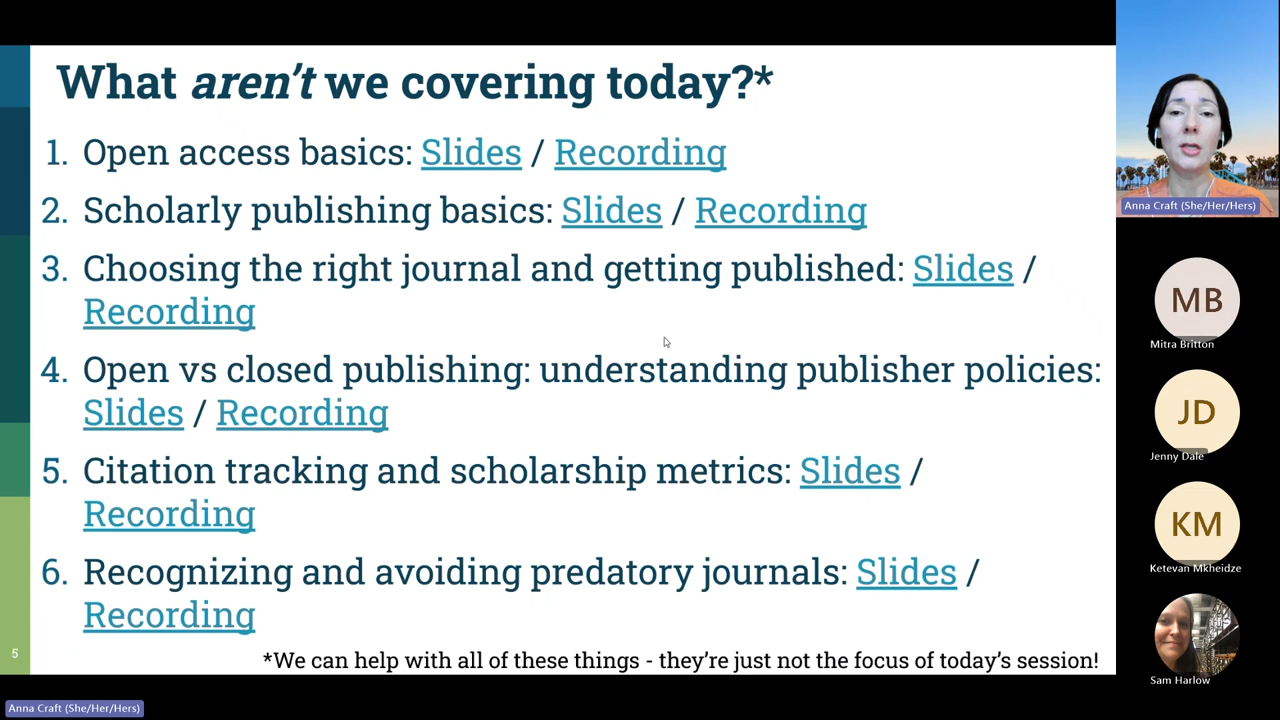 What aren't we covering today?*
1. Open access basics: Slides / Recording
2. Scholarly publishing basics: Slides / Recording
3. Choosing the right journal and getting published: Slides /
Recording
4. Open vs closed publishing: understanding publisher policies:
Slides / Recording
5. Citation tracking and scholarship metrics: Slides /
Recording
6. Recognizing and avoiding predatory journals: Slides /
Recording
*We can help with all of these things - they're just not the focus of today's session!
5
Anna Craft (She/Her/Hers)
MB
Mitra Britton
JD
Jenny Dale
KM
Ketevan Mkheidze
Sam Harlow
Anna Craft (She/Her/Hers)